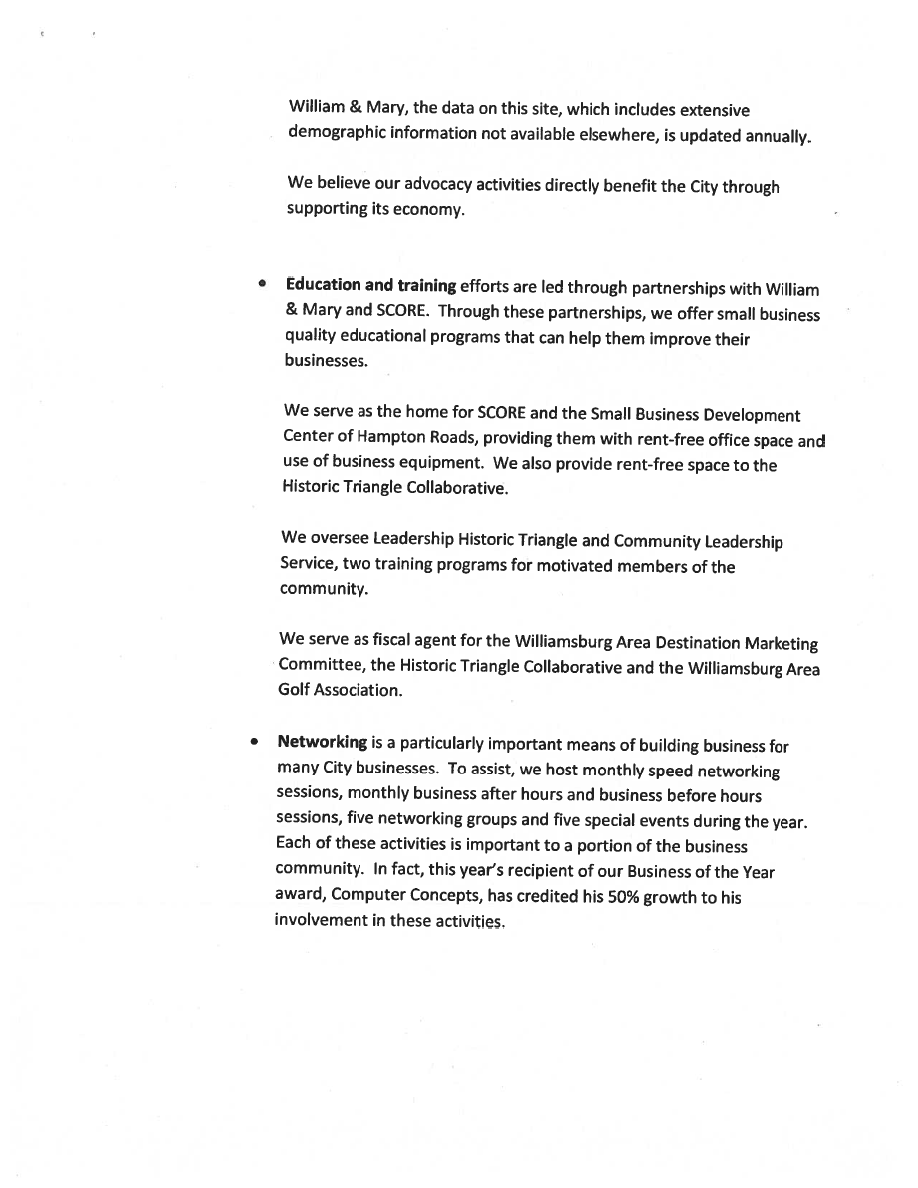 William & Mary, the data on this site, which includes extensive
demographic information not available elsewhere, is updated annually.
We believe our advocacy activities directly benefit the City through
supporting its economy.
• Education and training efforts are led through partnerships with William
& Mary and SCORE. Through these partnerships, we offer small business
quality educational programs that can help them improve their
businesses.
We serve as the home for SCORE and the Small Business Development
Center of Hampton Roads, providing them with rent-free office space and
use of business equipment. We also provide rent-free space to the
Historic Triangle Collaborative.
We oversee Leadership Historic Triangle and Community Leadership
Service, two training programs for motivated members of the
community.
We serve as fiscal agent for the Williamsburg Area Destination Marketing
Committee, the Historic Triangle Collaborative and the Williamsburg Area
Golf Association.
• Networking is a particularly important means of building business for
many City businesses. To assist, we host monthly speed networking
sessions, monthly business after hours and business before hours
sessions, five networking groups and five special events during the year.
Each of these activities is important to a portion of the business
community. In fact, this year's recipient of our Business of the Year
award, Computer Concepts, has credited his 50% growth to his
involvement in these activities.